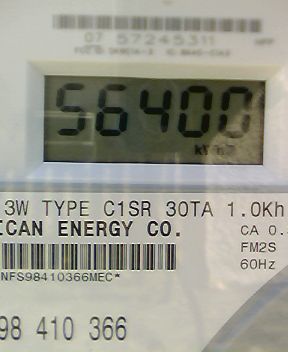 07 57245311
56400
3W TYPE C1SR 30TA 1.0Kh
ICAN ENERGY CO.
CA 0.
FM2S
60Hz
NFS98410366MEC*
98 410 366